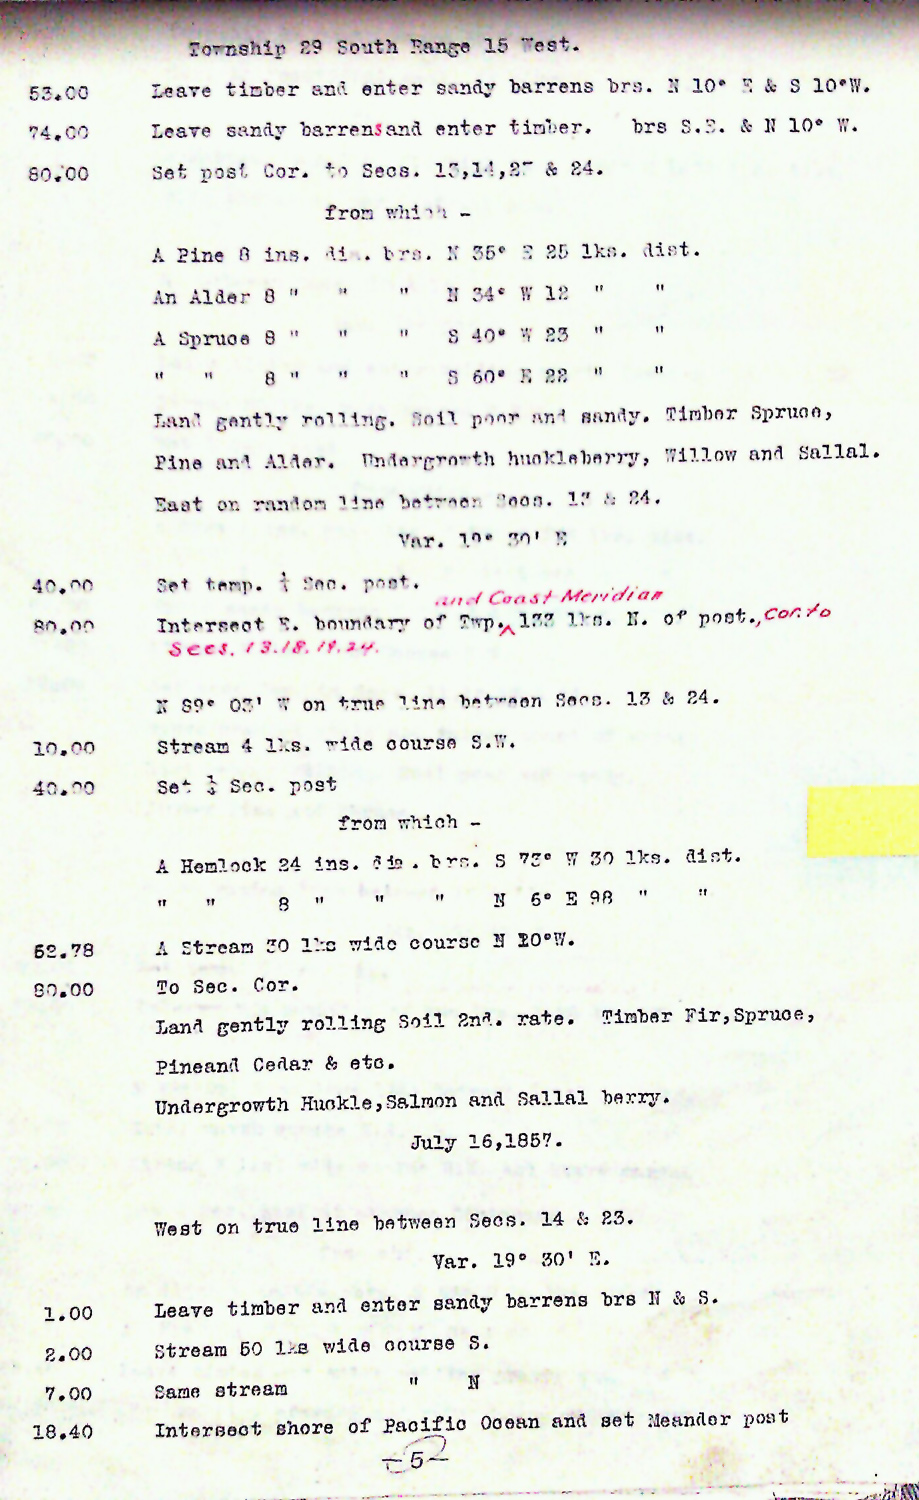 Township 29 South Range 15 West.
53.00 Leave timber and enter sandy barrens brs. N 10° E & S 10°W.
74.00 Leave sandy barrens and enter timber. brs S.E. & N 10° W.
80.00 Set post Cor. to Secs. 13,14,23 & 24.
from which -
A Pine 8 ins. dia. brs. N 35° E 25 lks. dist.
An Alder 8 " " " N 34° W 12 " "
A Spruce 8 " " " S 40° W 23 " "
" " 8 " " " S 60° E 22 " "
Land gently rolling. Soil poor and sandy. Timber Spruce,
Pine and Alder. Undergrowth huckleberry, Willow and Sallal.
East on random line between Secs. 13 & 24.
Var. 19° 30' E
40.00 Set temp. ¼ Sec. post.
and Coast Meridian
80.00 Intersect E. boundary of Twp.^ 133 lks. N. of post., Cor. to
Secs. 13.18.19.24.
N 89° 03' W on true line between Secs. 13 & 24.
10.00 Stream 4 lks. wide course S.W.
40.00 Set ¼ Sec. post
from which -
A Hemlock 24 ins. dia. brs. S 73° W 30 lks. dist.
" " 8 " " " N 6° E 98 " "
62.78 A Stream 30 lks wide course N 20°W.
80.00 To Sec. Cor.
Land gently rolling Soil 2nd. rate. Timber Fir,Spruce,
Pineand Cedar & etc.
Undergrowth Huckle,Salmon and Sallal berry.
July 16,1857.
West on true line between Secs. 14 & 23.
Var. 19° 30' E.
1.00 Leave timber and enter sandy barrens brs N & S.
2.00 Stream 50 lks wide course S.
7.00 Same stream " N
18.40 Intersect shore of Pacific Ocean and set Meander post
-5-